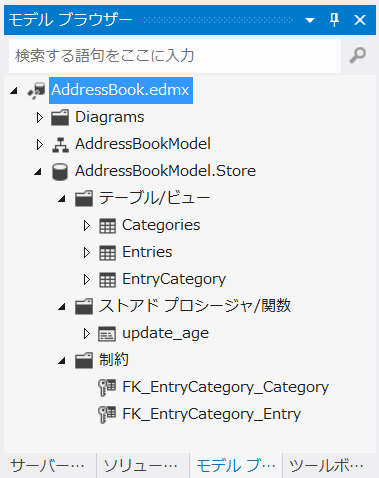 モデル ブラウザー
検索する語句をここに入力
AddressBook.edmx
Diagrams
AddressBookModel
AddressBookModel.Store
テーブル/ビュー
Categories
Entries
EntryCategory
ストアド プロシージャ/関数
update_age
制約
FK_EntryCategory_Category
FK_EntryCategory_Entry
サーバー… ソリュー… モデル ブ… ツールボ…